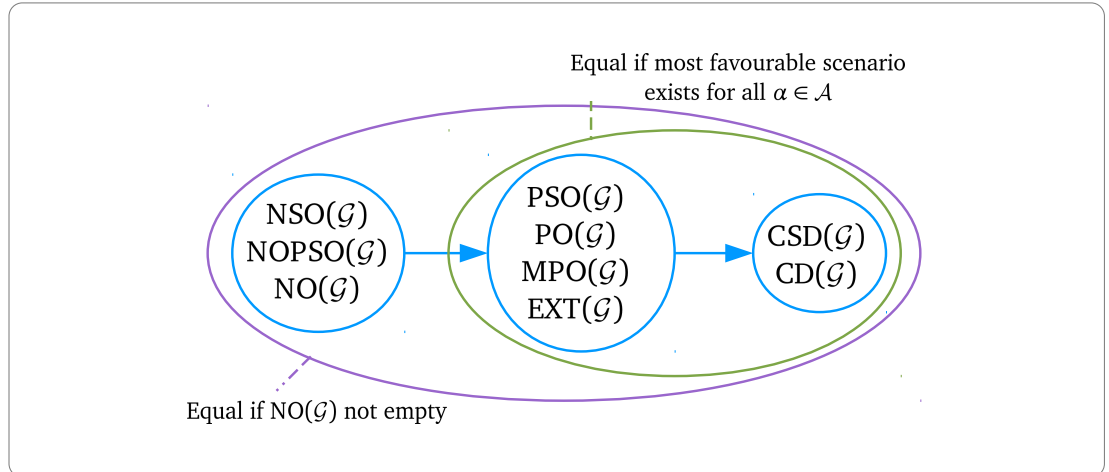 Equal if most favourable scenario
exists for all α ∈ 𝒜
NSO(𝒢)
NOPSO(𝒢)
NO(𝒢)
PSO(𝒢)
PO(𝒢)
MPO(𝒢)
EXT(𝒢)
CSD(𝒢)
CD(𝒢)
Equal if NO(𝒢) not empty